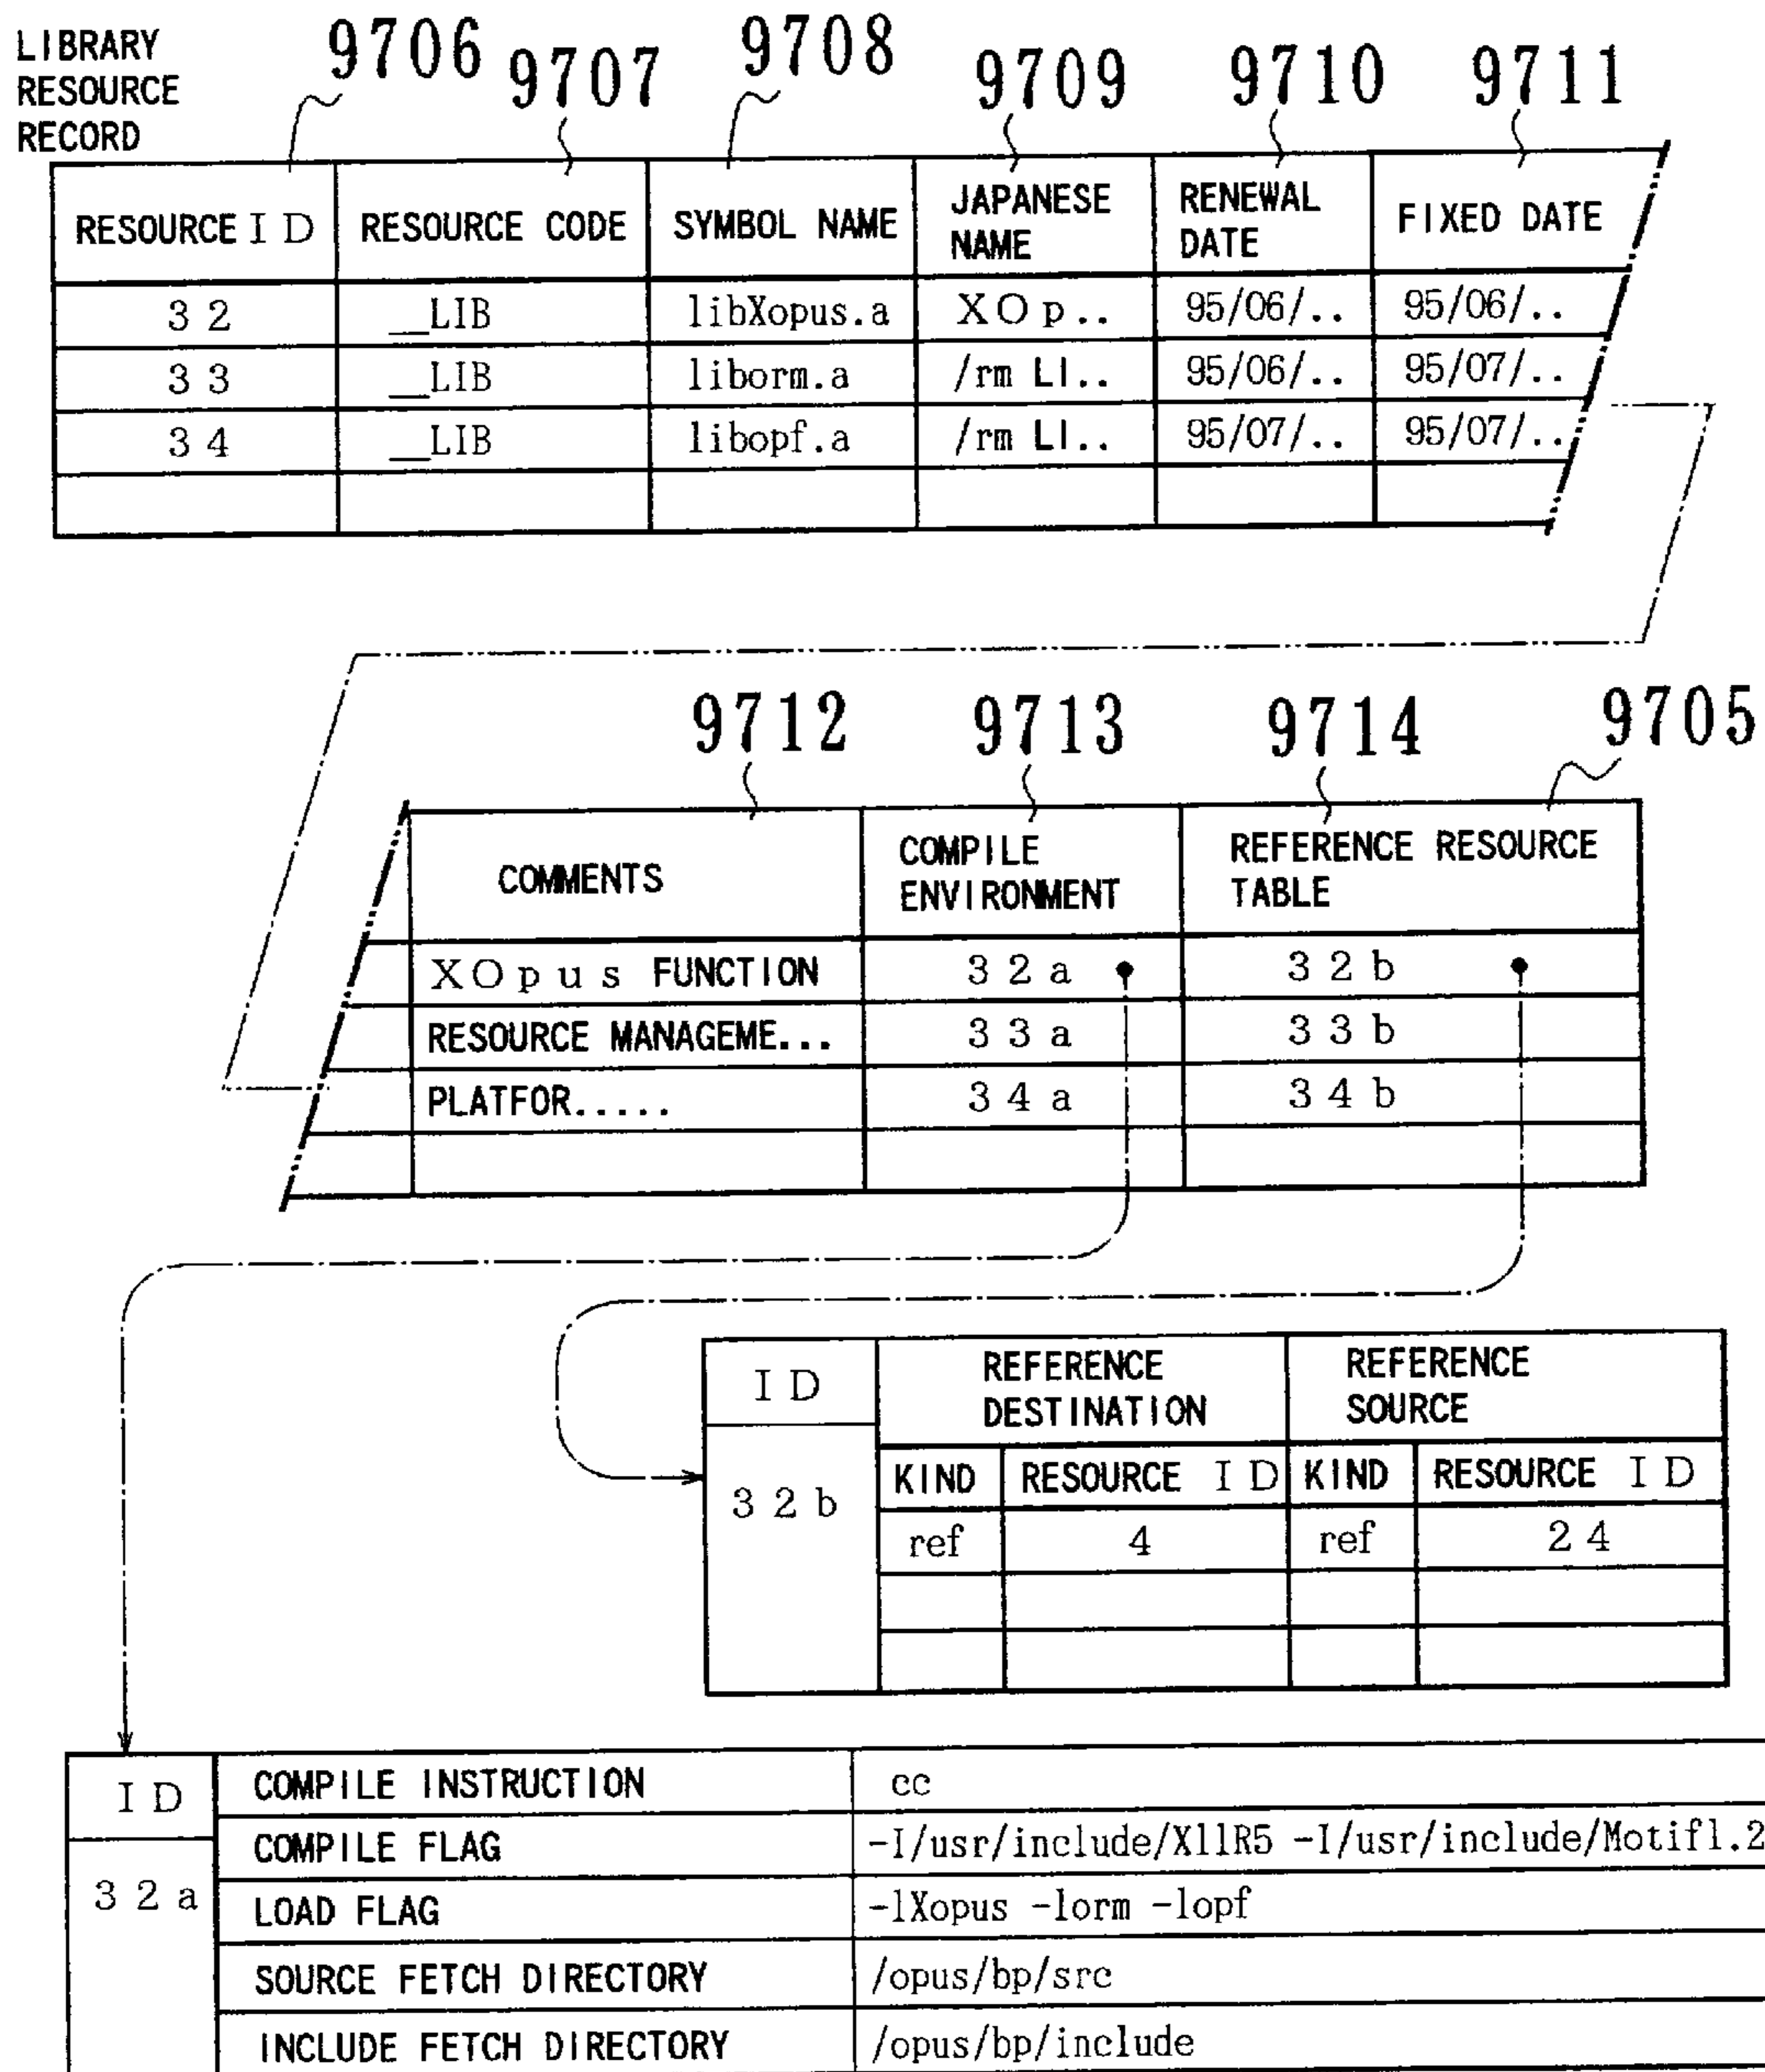 LIBRARY
RESOURCE
RECORD
9706 9707 9708 9709 9710 9711
RESOURCE ID RESOURCE CODE SYMBOL NAME JAPANESE NAME RENEWAL DATE FIXED DATE
32 __LIB libXopus.a XOp.. 95/06/.. 95/06/..
33 __LIB liborm.a /rm LI.. 95/06/.. 95/07/..
34 __LIB libopf.a /rm LI.. 95/07/.. 95/07/..
9712 9713 9714 9705
COMMENTS COMPILE ENVIRONMENT REFERENCE RESOURCE TABLE
XOpus FUNCTION 32a 32b
RESOURCE MANAGEME... 33a 33b
PLATFOR..... 34a 34b
ID REFERENCE DESTINATION REFERENCE SOURCE
32b KIND RESOURCE ID KIND RESOURCE ID
ref 4 ref 24
ID COMPILE INSTRUCTION cc
32a COMPILE FLAG -I/usr/include/X11R5 -I/usr/include/Motif1.2
LOAD FLAG -lXopus -lorm -lopf
SOURCE FETCH DIRECTORY /opus/bp/src
INCLUDE FETCH DIRECTORY /opus/bp/include